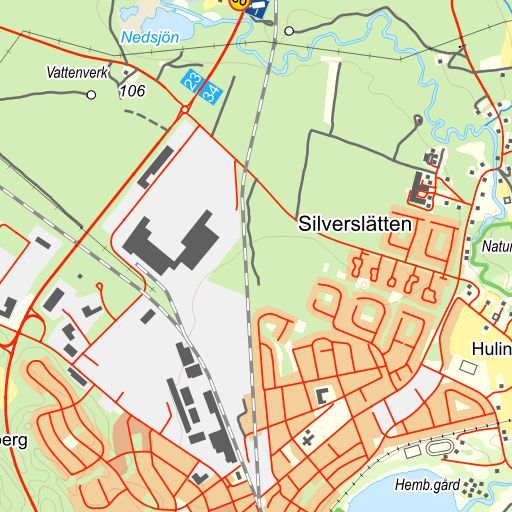 Nedsjön
Vattenverk
106
23
34
Silverslätten
Natur
Hulin
berg
Hemb.gård